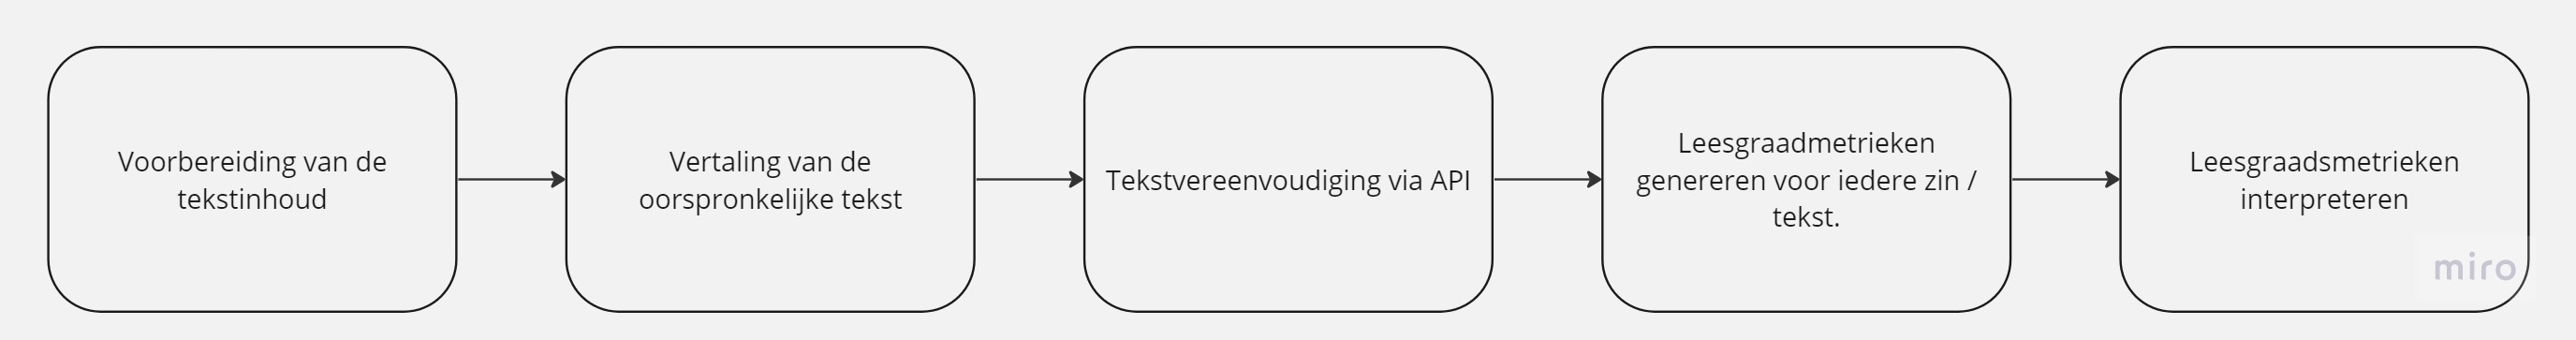 Voorbereiding van de
tekstinhoud
Vertaling van de
oorspronkelijke tekst
Tekstvereenvoudiging via API
Leesgraadmetrieken
genereren voor iedere zin /
tekst.
Leesgraadsmetrieken
interpreteren
miro